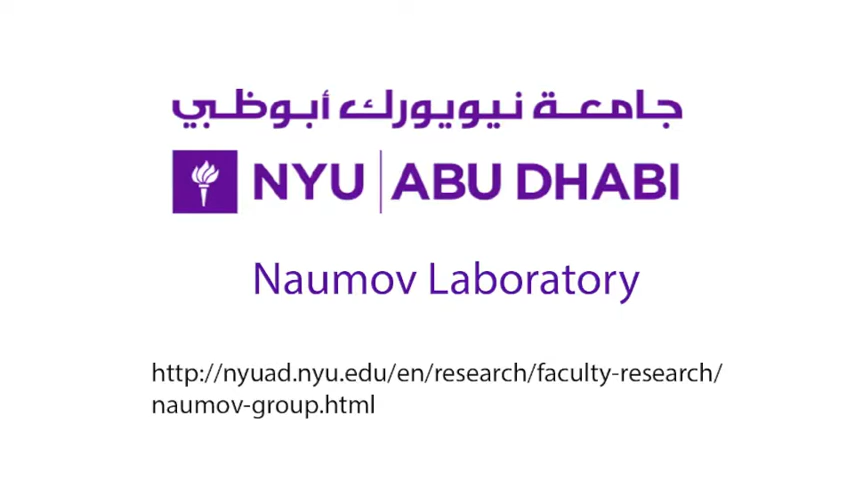 جامعة نيويورك أبوظبي
NYU | ABU DHABI
Naumov Laboratory
http://nyuad.nyu.edu/en/research/faculty-research/
naumov-group.html